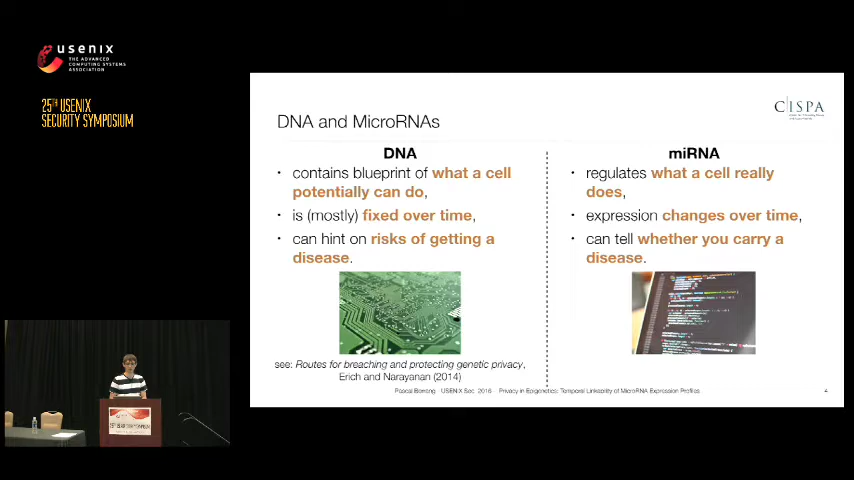 usenix
THE ADVANCED
COMPUTING SYSTEMS
ASSOCIATION
25TH USENIX
SECURITY SYMPOSIUM
CISPA
DNA and MicroRNAs
DNA
• contains blueprint of what a cell
potentially can do,
• is (mostly) fixed over time,
• can hint on risks of getting a
disease.
see: Routes for breaching and protecting genetic privacy,
Erich and Narayanan (2014)
miRNA
• regulates what a cell really
does,
• expression changes over time,
• can tell whether you carry a
disease.
Pascal Berrang USENIX Sec 2016 Privacy in Epigenetics: Temporal Linkability of MicroRNA Expression Profiles
4